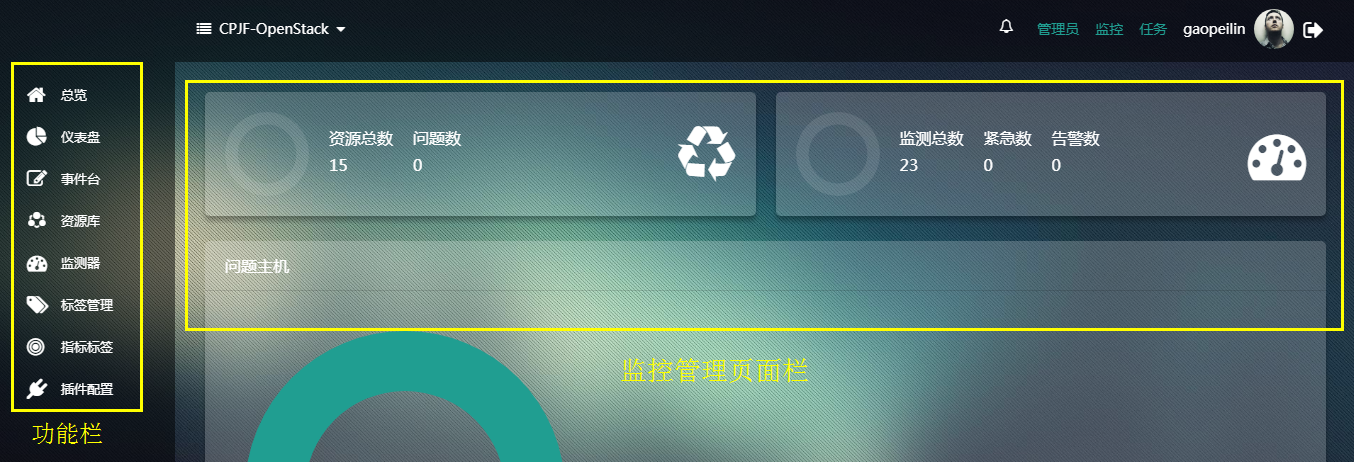 CPJF-OpenStack
管理员 监控 任务 gaopeilin
总览
仪表盘
事件台
资源库
监测器
标签管理
指标标签
插件配置
功能栏
资源总数 问题数
15 0
监测总数 紧急数 告警数
23 0 0
问题主机
监控管理页面栏